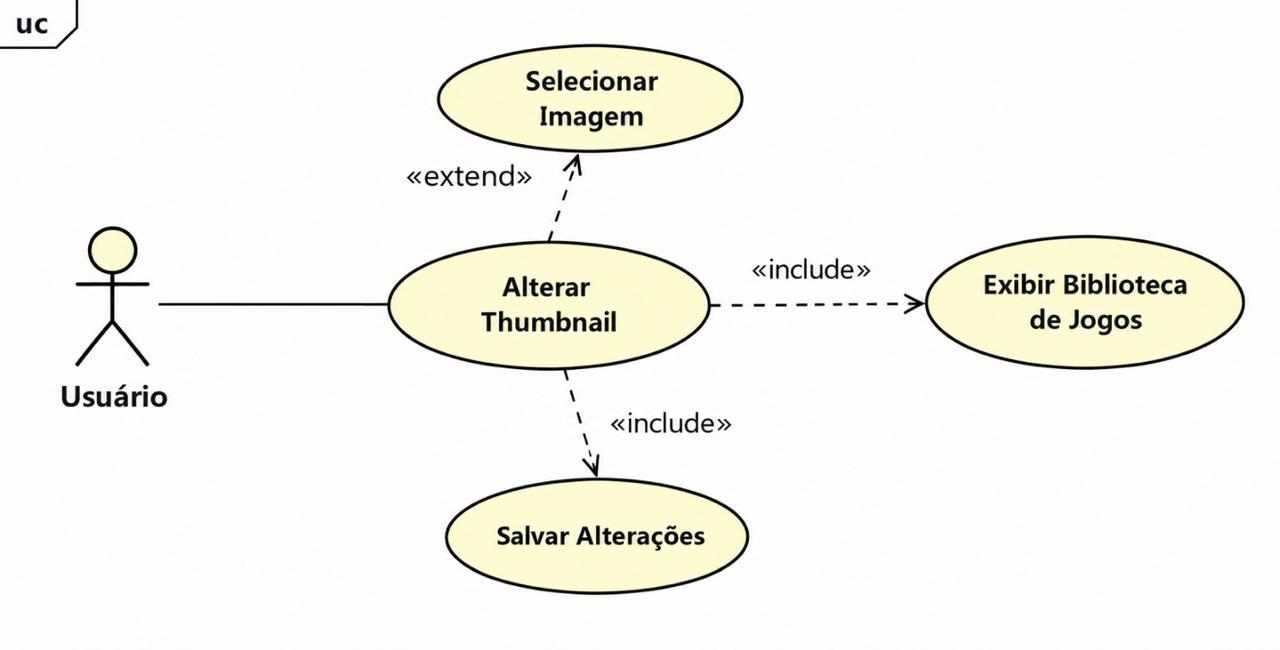 uc
Selecionar
Imagem
«extend»
Alterar
Thumbnail
«include»
Exibir Biblioteca
de Jogos
Usuário
«include»
Salvar Alterações